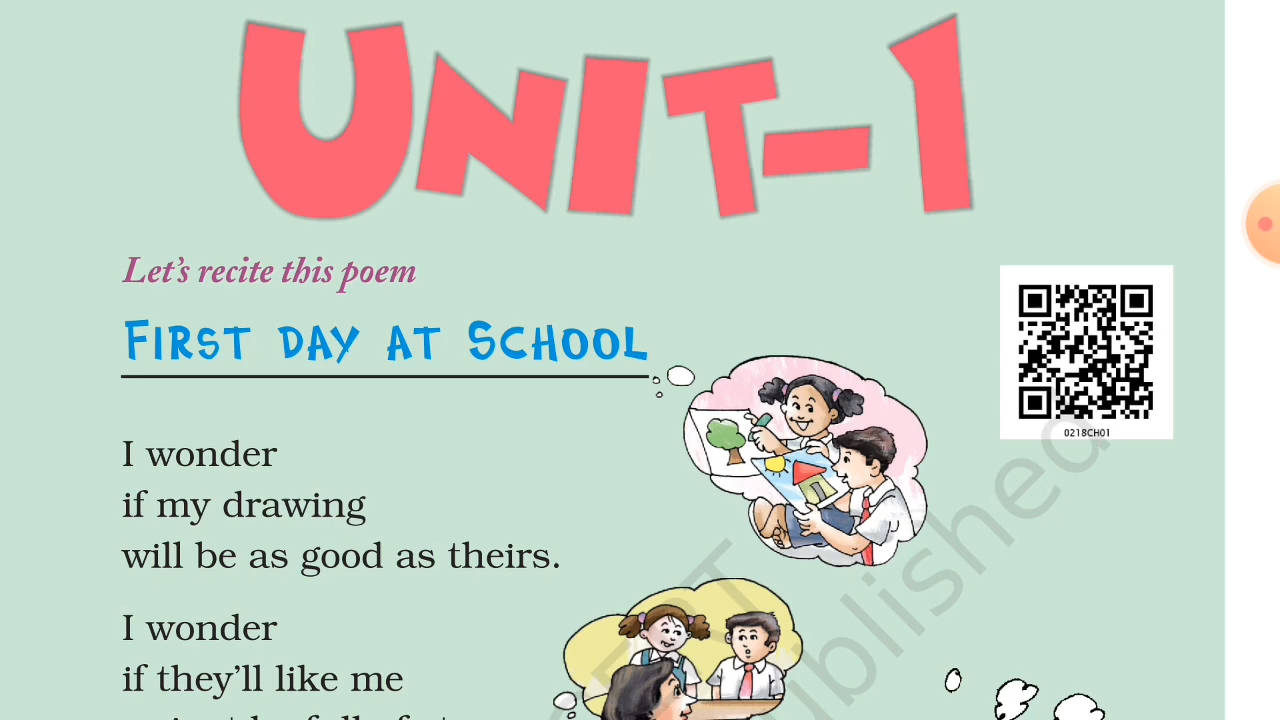 UNIT-1
Let's recite this poem
FIRST DAY AT SCHOOL
0218CH01
I wonder
if my drawing
will be as good as theirs.
I wonder
if they'll like me